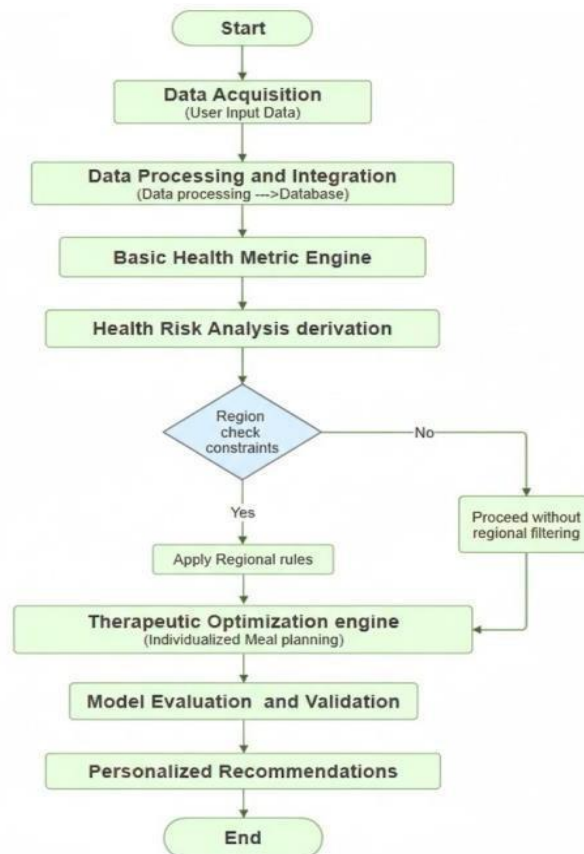 Start
Data Acquisition
(User Input Data)
Data Processing and Integration
(Data processing --->Database)
Basic Health Metric Engine
Health Risk Analysis derivation
Region
check
constraints
No
Yes
Proceed without
regional filtering
Apply Regional rules
Therapeutic Optimization engine
(Individualized Meal planning)
Model Evaluation and Validation
Personalized Recommendations
End